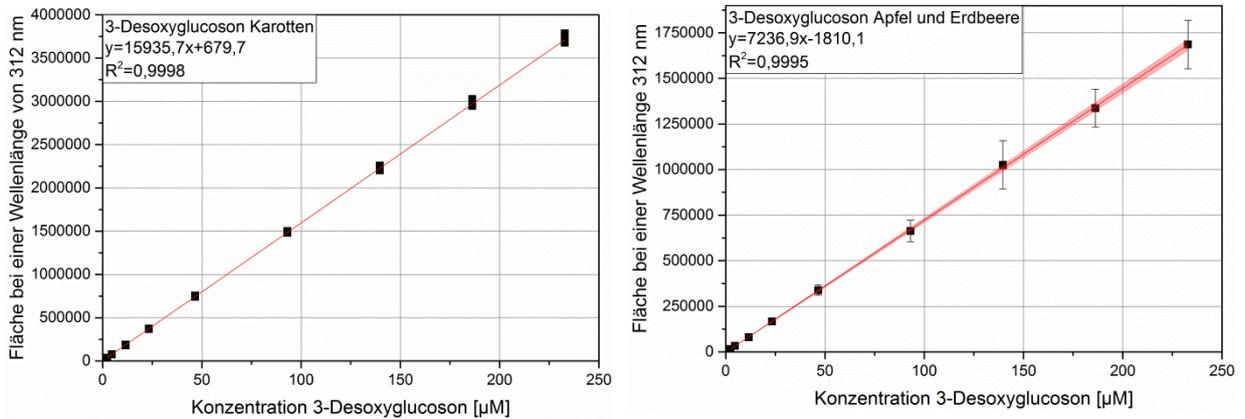 3-Desoxyglucoson Karotten
y=15935,7x+679,7
R²=0,9998
Fläche bei einer Wellenlänge von 312 nm
4000000
3500000
3000000
2500000
2000000
1500000
1000000
500000
0
0 50 100 150 200 250
Konzentration 3-Desoxyglucoson [µM]
3-Desoxyglucoson Apfel und Erdbeere
y=7236,9x-1810,1
R²=0,9995
Fläche bei einer Wellenlänge 312 nm
1750000
1500000
1250000
1000000
750000
500000
250000
0
0 50 100 150 200 250
Konzentration 3-Desoxyglucoson [µM]